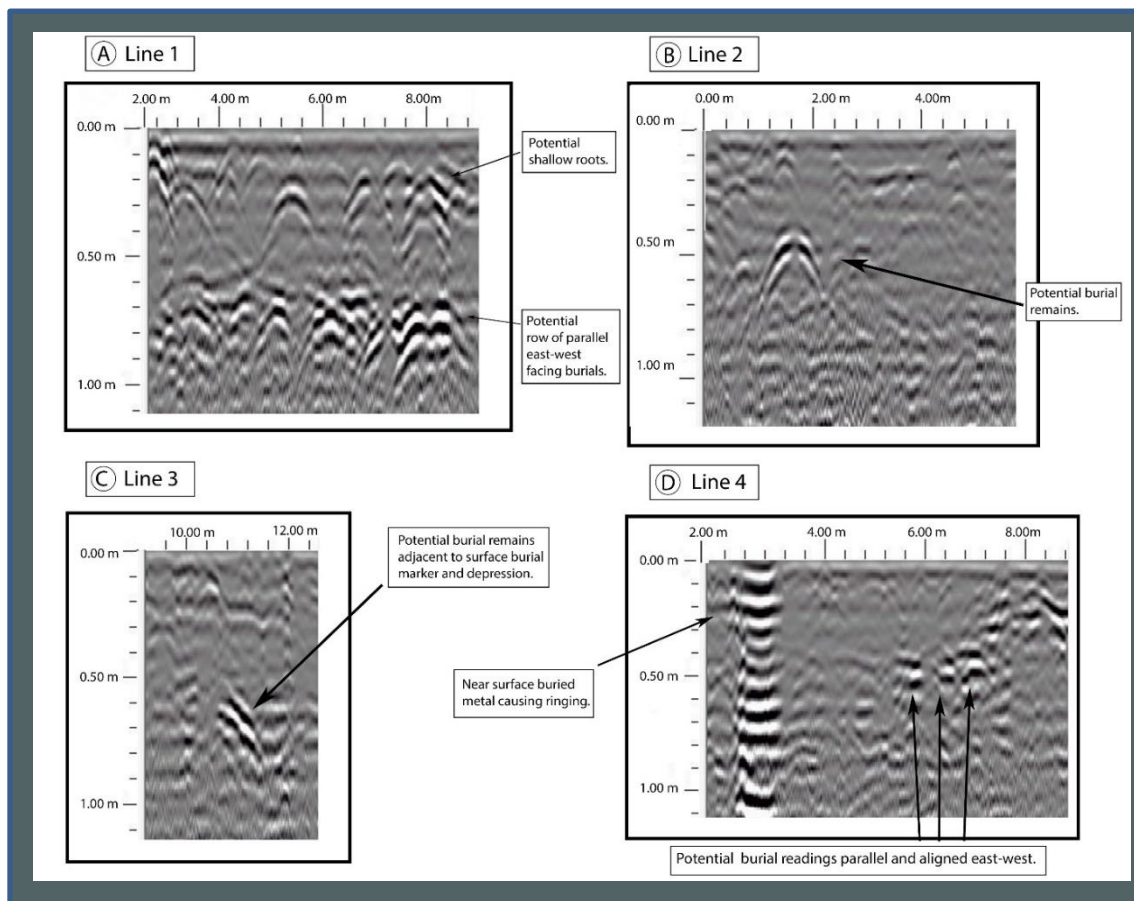 A Line 1
2.00 m 4.00 m 6.00 m 8.00m
0.00 m
0.50 m
1.00 m
Potential
shallow roots.
Potential
row of parallel
east-west
facing burials.
B Line 2
0.00 m 2.00 m 4.00m
0.00 m
0.50 m
1.00 m
Potential burial
remains.
C Line 3
10.00 m 12.00 m
0.00 m
0.50 m
1.00 m
Potential burial remains
adjacent to surface burial
marker and depression.
D Line 4
2.00 m 4.00 m 6.00 m 8.00m
0.00 m
0.50 m
1.00 m
Near surface buried
metal causing ringing.
Potential burial readings parallel and aligned east-west.